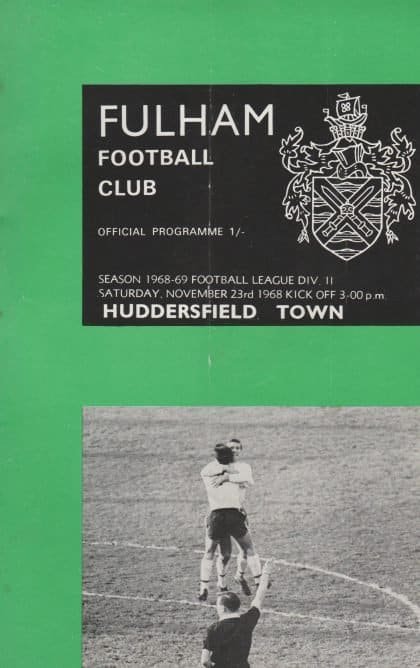 FULHAM
FOOTBALL
CLUB
OFFICIAL PROGRAMME 1/-
SEASON 1968-69 FOOTBALL LEAGUE DIV. II
SATURDAY, NOVEMBER 23rd 1968 KICK OFF 3-00 p.m.
HUDDERSFIELD TOWN